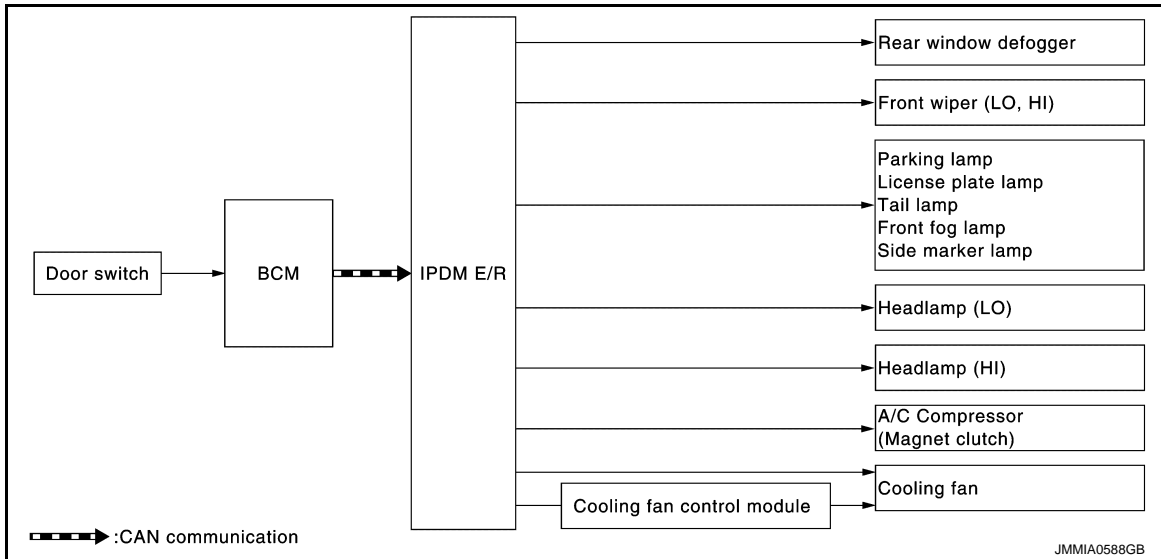 Door switch
BCM
IPDM E/R
Rear window defogger
Front wiper (LO, HI)
Parking lamp
License plate lamp
Tail lamp
Front fog lamp
Side marker lamp
Headlamp (LO)
Headlamp (HI)
A/C Compressor
(Magnet clutch)
Cooling fan control module
Cooling fan
:CAN communication
JMMIA0588GB